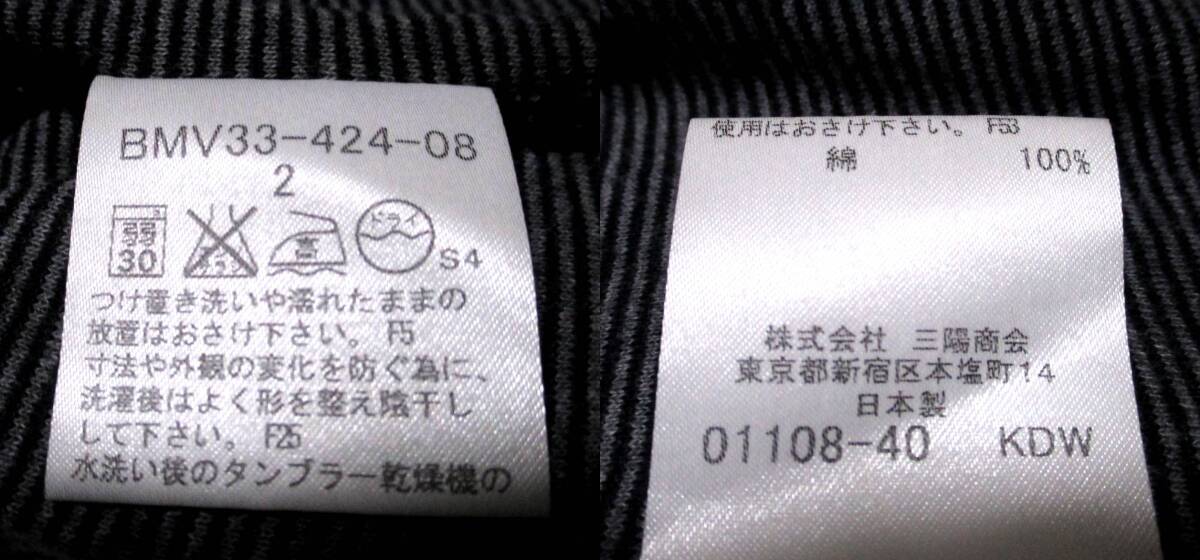 BMV33-424-08
2
弱
30
エンソ
高
ドライ
S4
つけ置き洗いや濡れたままの
放置はおさけ下さい。 F5
寸法や外観の変化を防ぐ為に、
洗濯後はよく形を整え陰干し
して下さい。 F25
水洗い後のタンブラー乾燥機の
使用はおさけ下さい。 F53
綿 100%
株式会社 三陽商会
東京都新宿区本塩町14
日本製
01108-40 KDW